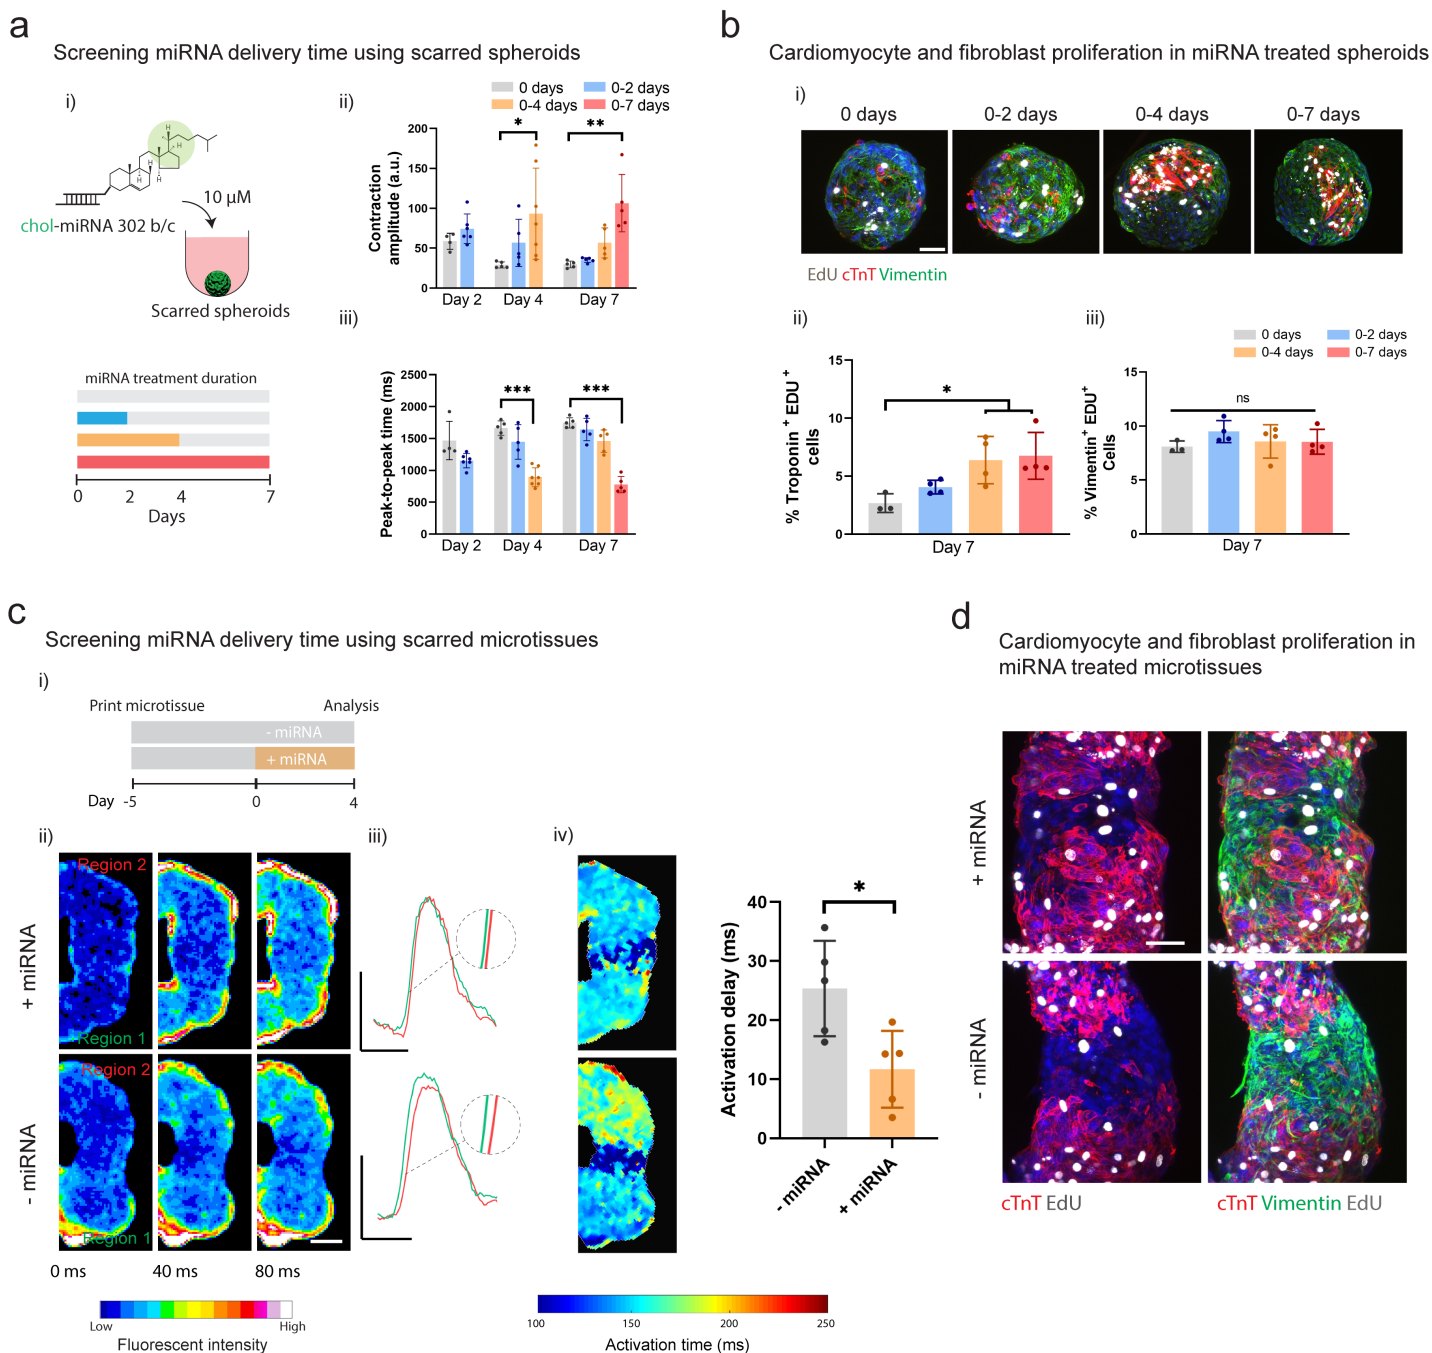 a
Screening miRNA delivery time using scarred spheroids
i)
H
H
H
H
H
H
10 µM
chol-miRNA 302 b/c
Scarred spheroids
miRNA treatment duration
0 2 4 7
Days
ii)
0 days 0-2 days
0-4 days 0-7 days
Contraction
amplitude (a.u.)
200
150
100
50
0
* **
Day 2 Day 4 Day 7
iii)
Peak-to-peak time (ms)
2500
2000
1500
1000
500
0
*** ***
Day 2 Day 4 Day 7
b
Cardiomyocyte and fibroblast proliferation in miRNA treated spheroids
i)
0 days 0-2 days 0-4 days 0-7 days
EdU cTnT Vimentin
ii)
% Troponin + EDU +
cells
15
10
5
0
*
Day 7
iii)
0 days 0-2 days
0-4 days 0-7 days
% Vimentin+ EDU+
Cells
15
10
5
0
ns
Day 7
c
Screening miRNA delivery time using scarred microtissues
i)
Print microtissue Analysis
- miRNA
+ miRNA
Day -5 0 4
ii)
+ miRNA
Region 2
Region 1
- miRNA
Region 2
Region 1
0 ms 40 ms 80 ms
Low High
Fluorescent intensity
iii)
iv)
100 150 200 250
Activation time (ms)
Activation delay (ms)
40
30
20
10
0
*
- miRNA
+ miRNA
d
Cardiomyocyte and fibroblast proliferation in
miRNA treated microtissues
+ miRNA
- miRNA
cTnT EdU
cTnT Vimentin EdU